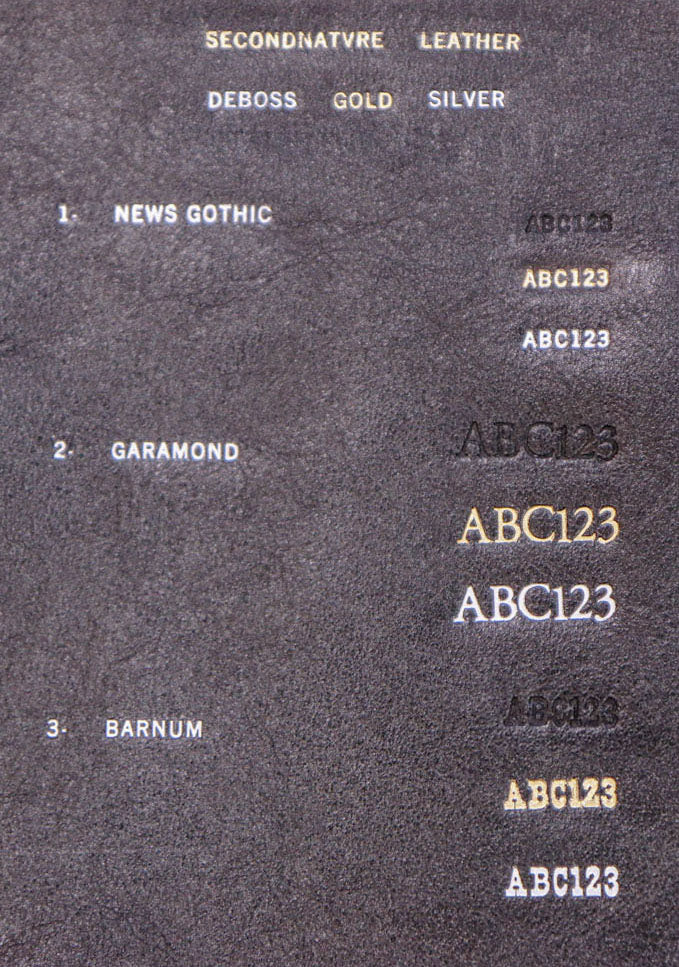 SECONDNATVRE LEATHER
DEBOSS GOLD SILVER
1. NEWS GOTHIC ABC123
ABC123
ABC123
2. GARAMOND ABC123
ABC123
ABC123
3. BARNUM ABC123
ABC123
ABC123